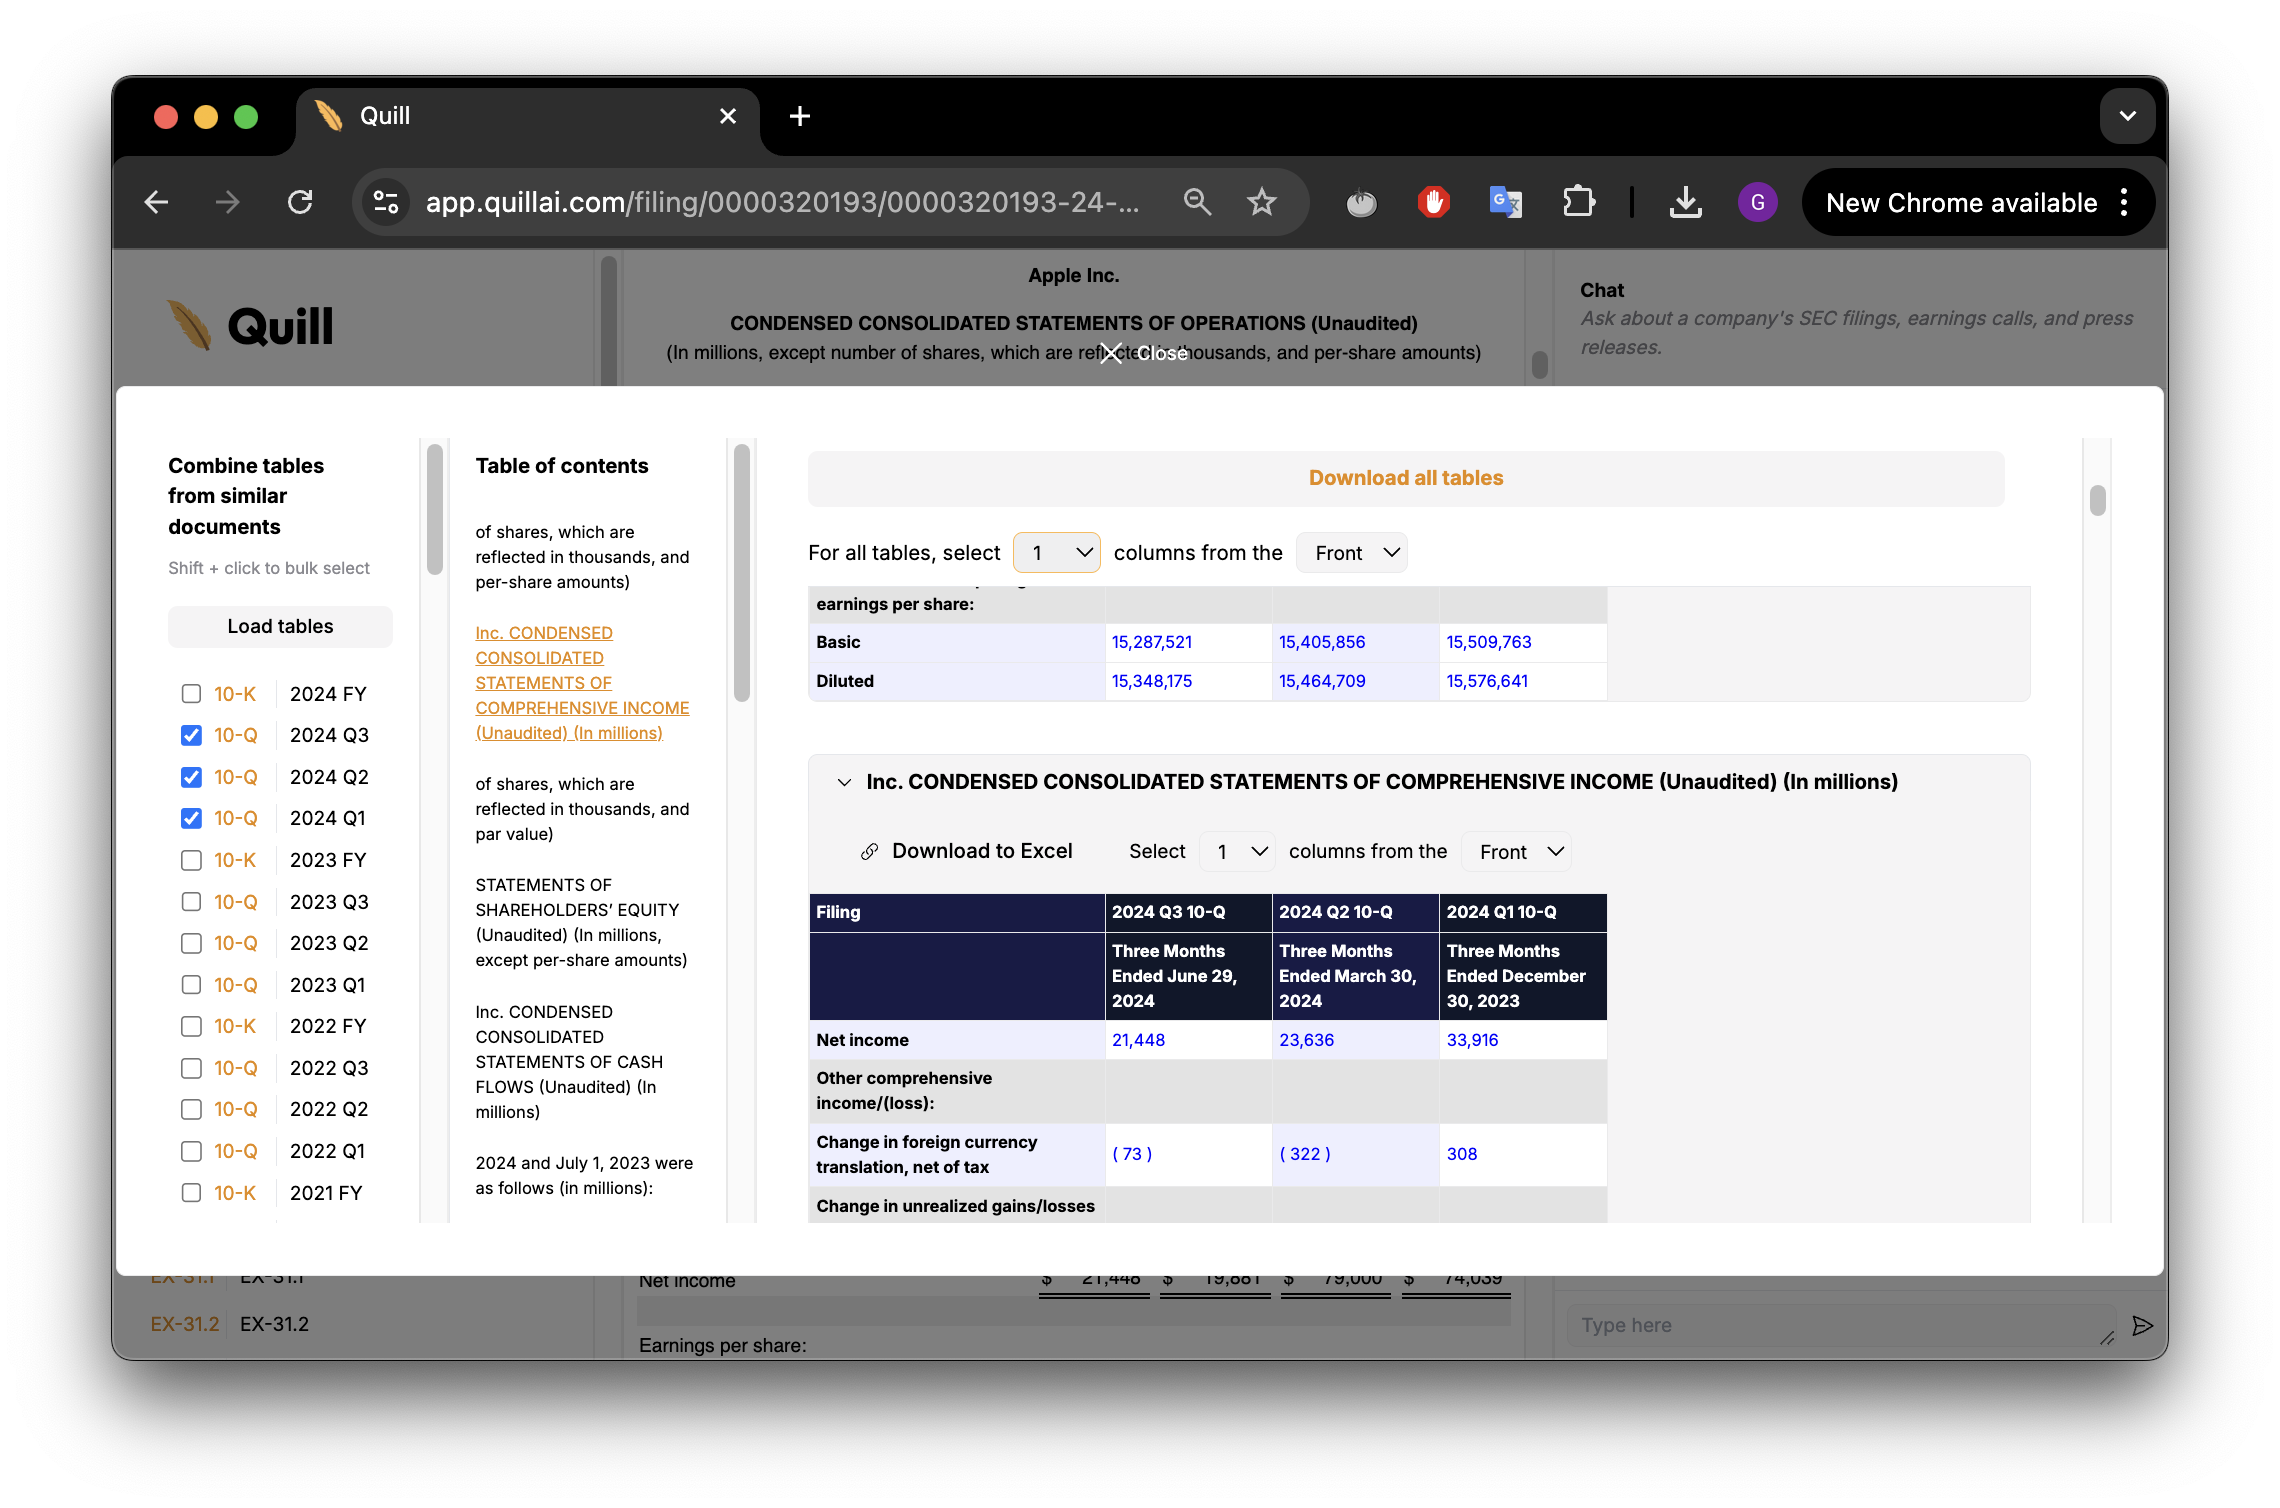 Quill
app.quillai.com/filing/0000320193/0000320193-24-...
G
New Chrome available
Quill
Apple Inc.
CONDENSED CONSOLIDATED STATEMENTS OF OPERATIONS (Unaudited)
(In millions, except number of shares, which are reflected in thousands, and per-share amounts)
Close
Chat
Ask about a company's SEC filings, earnings calls, and press
releases.
Combine tables
from similar
documents
Shift + click to bulk select
Load tables
10-K 2024 FY
10-Q 2024 Q3
10-Q 2024 Q2
10-Q 2024 Q1
10-K 2023 FY
10-Q 2023 Q3
10-Q 2023 Q2
10-Q 2023 Q1
10-K 2022 FY
10-Q 2022 Q3
10-Q 2022 Q2
10-Q 2022 Q1
10-K 2021 FY
Table of contents
of shares, which are
reflected in thousands, and
per-share amounts)
Inc. CONDENSED
CONSOLIDATED
STATEMENTS OF
COMPREHENSIVE INCOME
(Unaudited) (In millions)
of shares, which are
reflected in thousands, and
par value)
STATEMENTS OF
SHAREHOLDERS’ EQUITY
(Unaudited) (In millions,
except per-share amounts)
Inc. CONDENSED
CONSOLIDATED
STATEMENTS OF CASH
FLOWS (Unaudited) (In
millions)
2024 and July 1, 2023 were
as follows (in millions):
Download all tables
For all tables, select 1 columns from the Front
earnings per share:
Basic 15,287,521 15,405,856 15,509,763
Diluted 15,348,175 15,464,709 15,576,641
Inc. CONDENSED CONSOLIDATED STATEMENTS OF COMPREHENSIVE INCOME (Unaudited) (In millions)
Download to Excel Select 1 columns from the Front
Filing 2024 Q3 10-Q 2024 Q2 10-Q 2024 Q1 10-Q
Three Months Three Months Three Months
Ended June 29, Ended March 30, Ended December
2024 2024 30, 2023
Net income 21,448 23,636 33,916
Other comprehensive
income/(loss):
Change in foreign currency
translation, net of tax ( 73 ) ( 322 ) 308
Change in unrealized gains/losses
EX-31.1 EX-31.1
EX-31.2 EX-31.2
Net income $ 21,448 $ 19,881 $ 79,000 $ 74,039
Earnings per share:
Type here